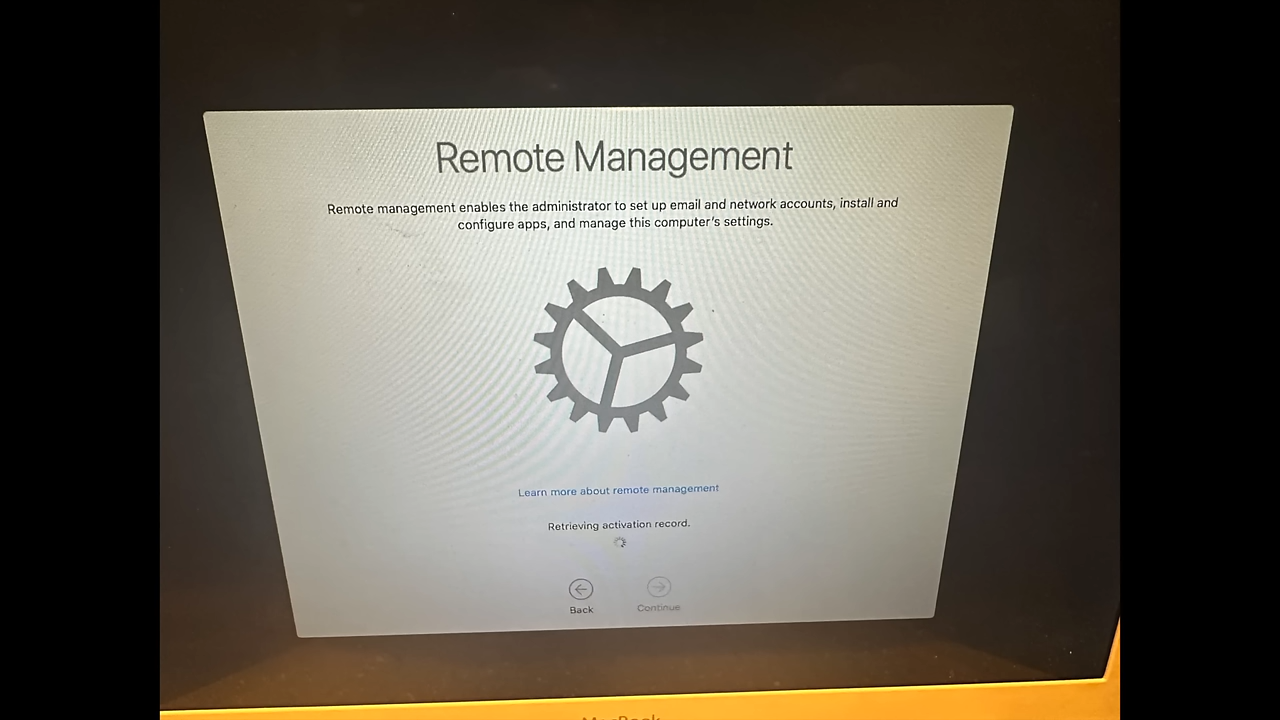 Remote Management
Remote management enables the administrator to set up email and network accounts, install and
configure apps, and manage this computer's settings.
Learn more about remote management
Retrieving activation record.
Back
Continue
MacBook